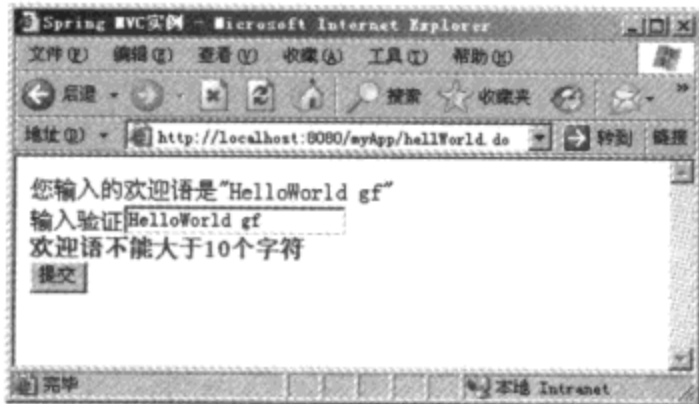 Spring MVC实例 - Microsoft Internet Explorer
文件(F) 编辑(E) 查看(V) 收藏(A) 工具(T) 帮助(H)
后退 搜索 收藏夹
地址(D) http://localhost:8080/myApp/hellWorld.do 转到 链接
您输入的欢迎语是"HelloWorld gf"
输入验证 HelloWorld gf
欢迎语不能大于10个字符
提交
完毕 本地 Intranet